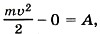 mv²/2 − 0 = A,